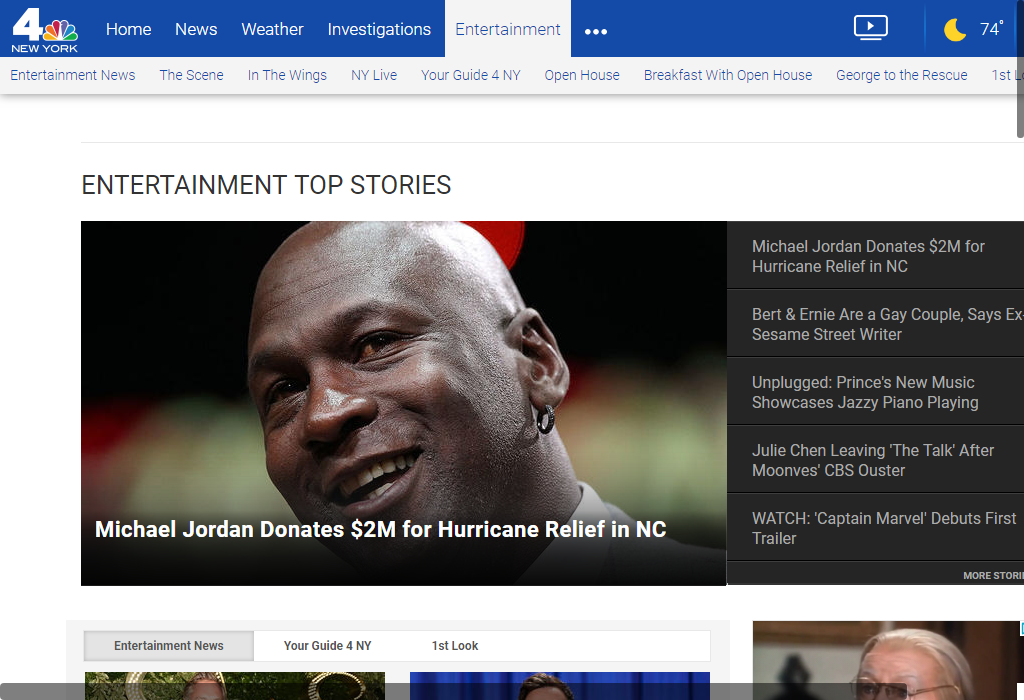 4
NEW YORK
Home News Weather Investigations Entertainment ••• 74°
Entertainment News The Scene In The Wings NY Live Your Guide 4 NY Open House Breakfast With Open House George to the Rescue 1st
ENTERTAINMENT TOP STORIES
Michael Jordan Donates $2M for Hurricane Relief in NC
Michael Jordan Donates $2M for
Hurricane Relief in NC
Bert & Ernie Are a Gay Couple, Says Ex-
Sesame Street Writer
Unplugged: Prince's New Music
Showcases Jazzy Piano Playing
Julie Chen Leaving 'The Talk' After
Moonves' CBS Ouster
WATCH: 'Captain Marvel' Debuts First
Trailer
MORE STORI
Entertainment News Your Guide 4 NY 1st Look